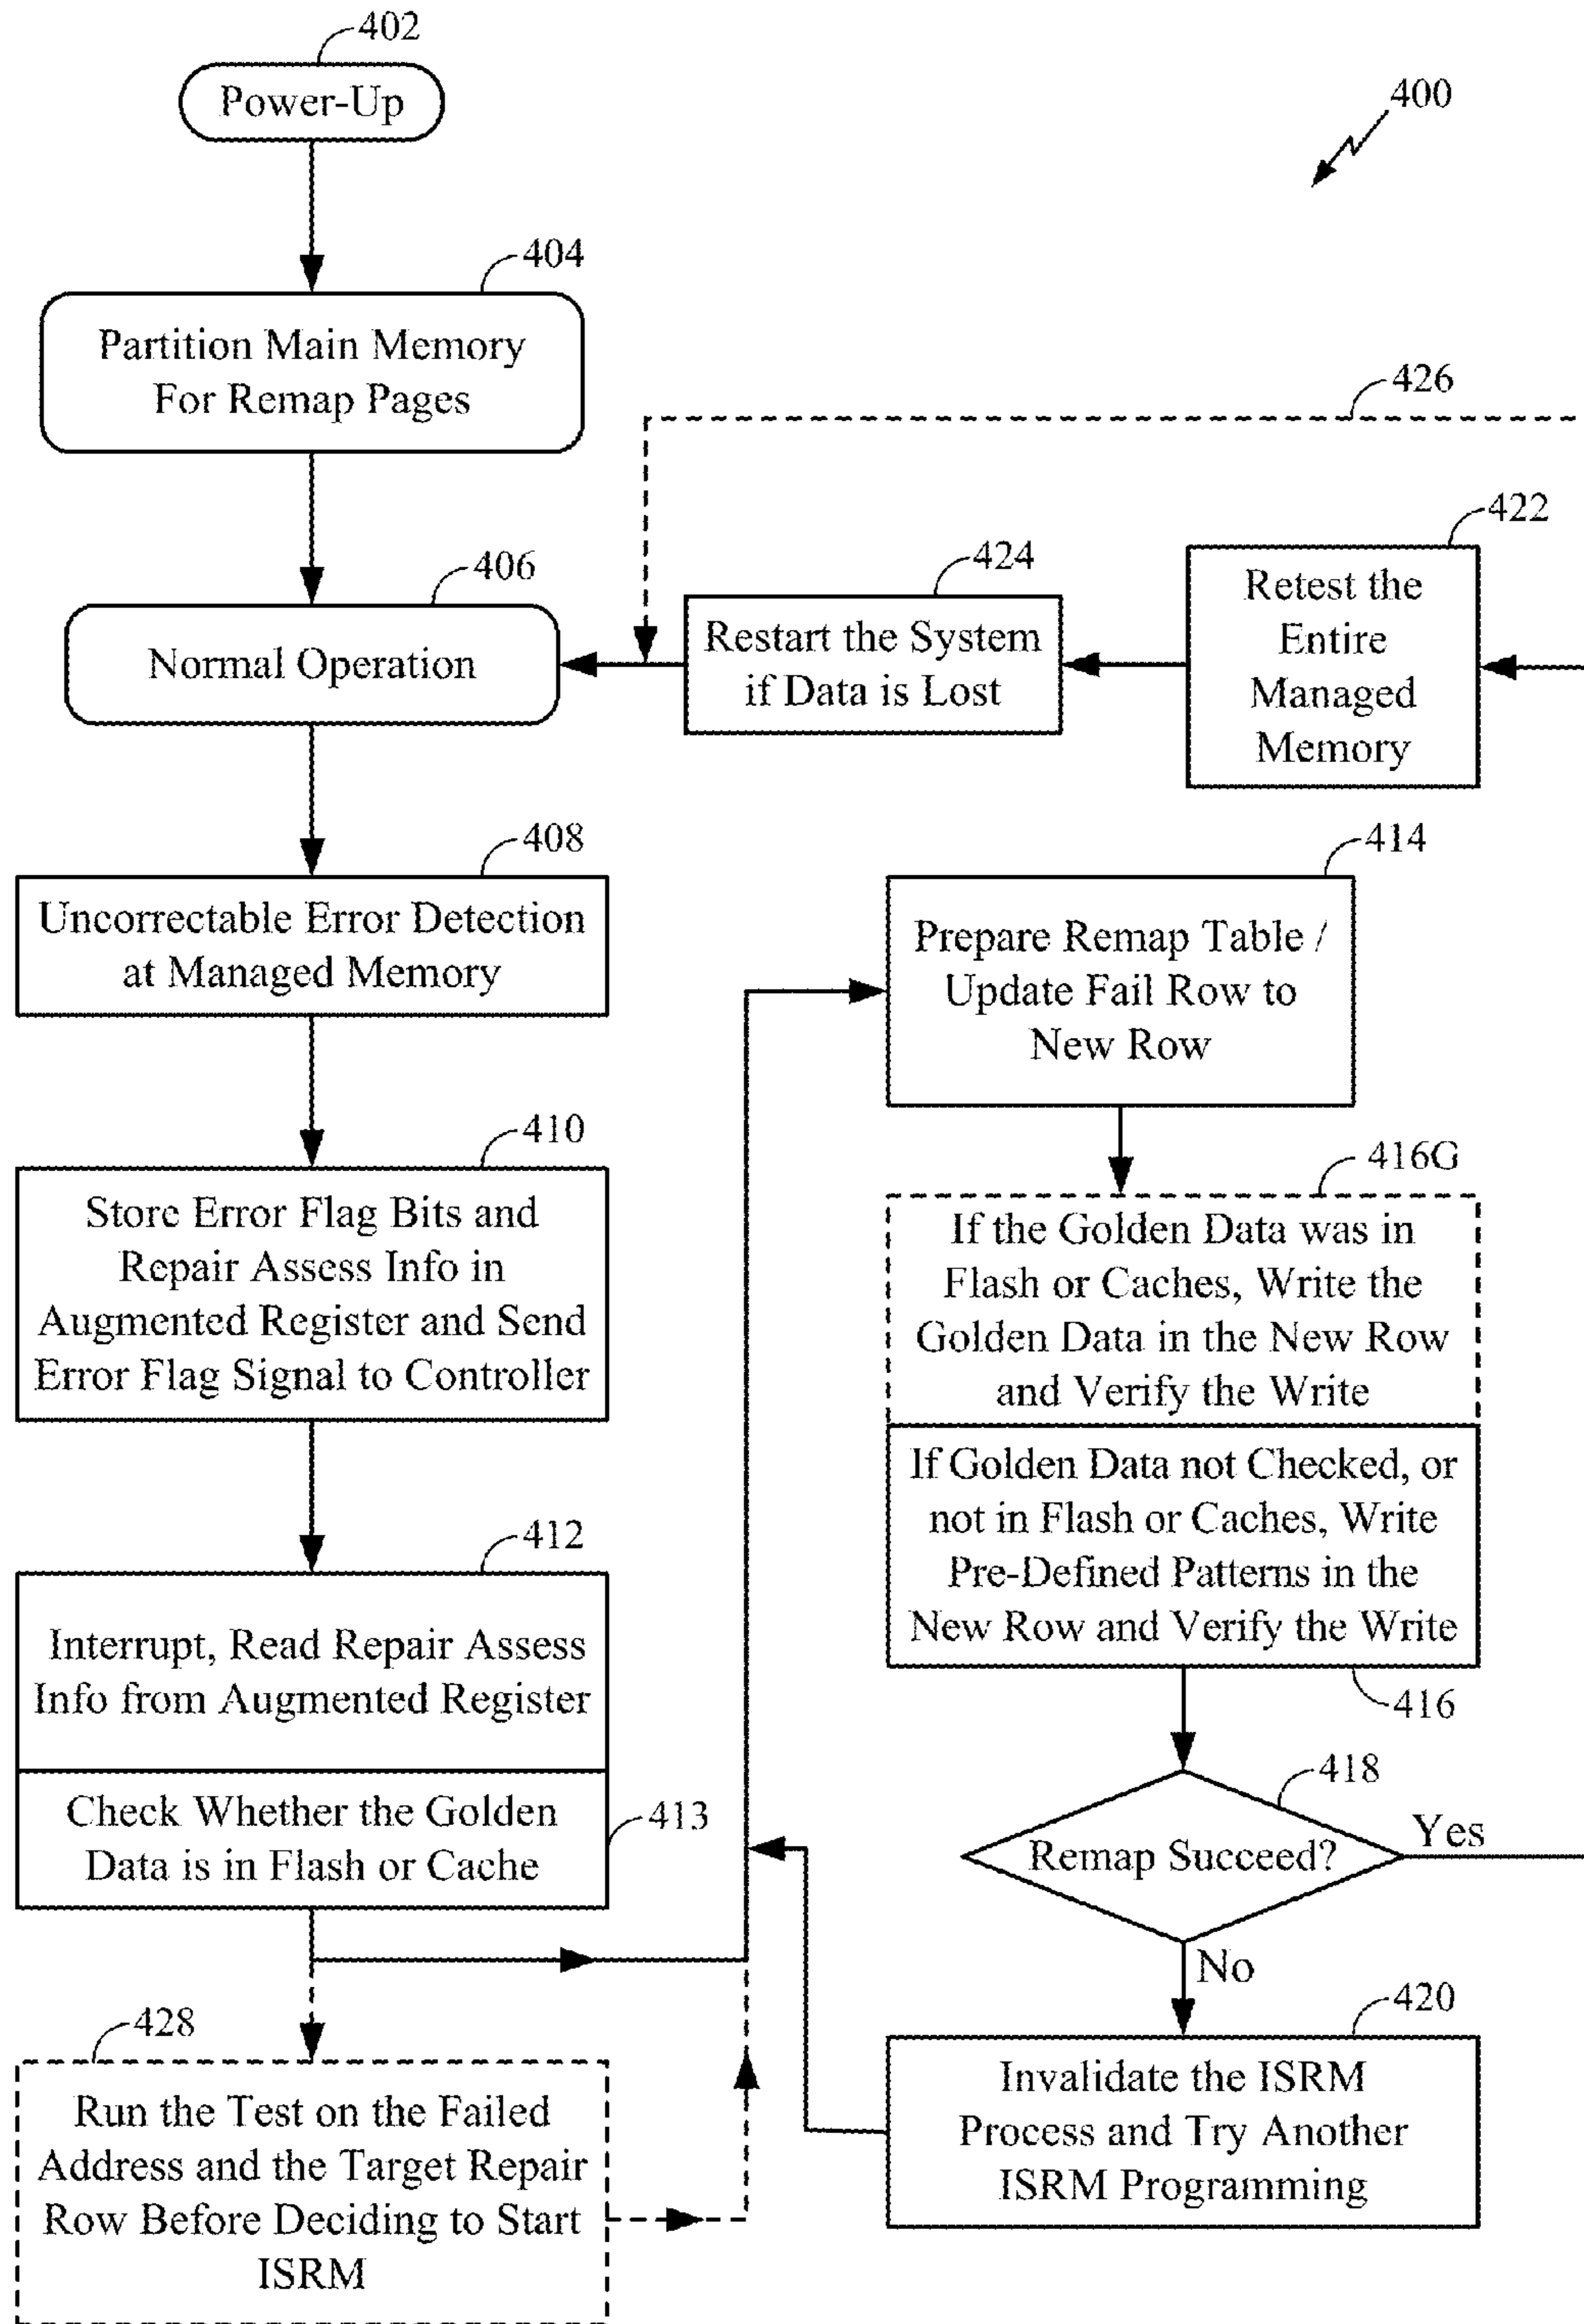 402
Power-Up
400
404
Partition Main Memory
For Remap Pages
426
422
Retest the
Entire
Managed
Memory
424
Restart the System
if Data is Lost
406
Normal Operation
408
Uncorrectable Error Detection
at Managed Memory
410
Store Error Flag Bits and
Repair Assess Info in
Augmented Register and Send
Error Flag Signal to Controller
412
Interrupt, Read Repair Assess
Info from Augmented Register
Check Whether the Golden
Data is in Flash or Cache
413
428
Run the Test on the Failed
Address and the Target Repair
Row Before Deciding to Start
ISRM
414
Prepare Remap Table /
Update Fail Row to
New Row
416G
If the Golden Data was in
Flash or Caches, Write the
Golden Data in the New Row
and Verify the Write
If Golden Data not Checked, or
not in Flash or Caches, Write
Pre-Defined Patterns in the
New Row and Verify the Write
416
418
Remap Succeed?
Yes
No
420
Invalidate the ISRM
Process and Try Another
ISRM Programming